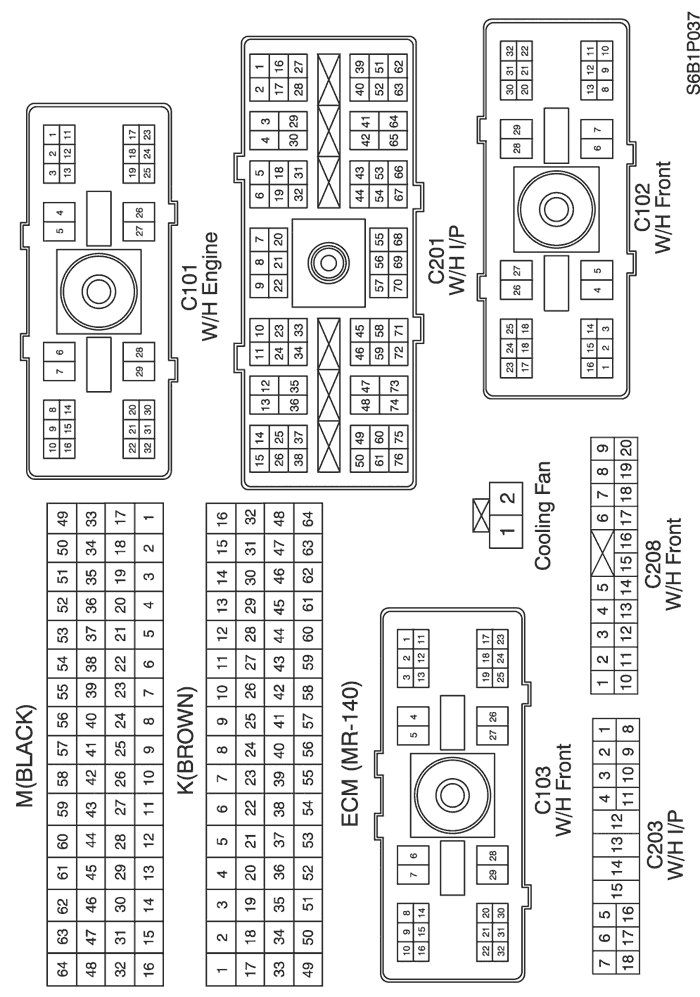 M(BLACK)
64 63 62 61 60 59 58 57 56 55 54 53 52 51 50 49
48 47 46 45 44 43 42 41 40 39 38 37 36 35 34 33
32 31 30 29 28 27 26 25 24 23 22 21 20 19 18 17
16 15 14 13 12 11 10 9 8 7 6 5 4 3 2 1
K(BROWN)
1 2 3 4 5 6 7 8 9 10 11 12 13 14 15 16
17 18 19 20 21 22 23 24 25 26 27 28 29 30 31 32
33 34 35 36 37 38 39 40 41 42 43 44 45 46 47 48
49 50 51 52 53 54 55 56 57 58 59 60 61 62 63 64
ECM (MR-140)
10 9 8 7 6 5 4 3 2 1
16 15 14 13 12 11
22 21 20 29 28 27 26 19 18 17
32 31 30 25 24 23
C101
W/H Engine
15 14 13 12 11 10 9 8 7 6 5 4 3 2 1
26 25 24 23 22 21 20 19 18 17 16
38 37 36 35 34 33 32 31 30 29 28 27
50 49 48 47 46 45 57 56 55 44 43 42 41 40 39
61 60 59 58 54 53 52 51
76 75 74 73 72 71 70 69 68 67 66 65 64 63 62
C201
W/H I/P
10 9 8 7 6 5 4 3 2 1
16 15 14 13 12 11
22 21 20 29 28 27 26 19 18 17
32 31 30 25 24 23
C103
W/H Front
1 2
Cooling Fan
23 24 25 26 27 28 29 30 31 32
17 18 18 20 21 22
16 15 14 4 5 6 7 13 12 11
1 2 3 8 9 10
C102
W/H Front
7 6 5 4 3 2 1
15 14 13 12
18 17 16 11 10 9 8
C203
W/H I/P
1 2 3 4 5 6 7 8 9
10 11 12 13 14 15 16 17 18 19 20
C208
W/H Front
S6B1P037